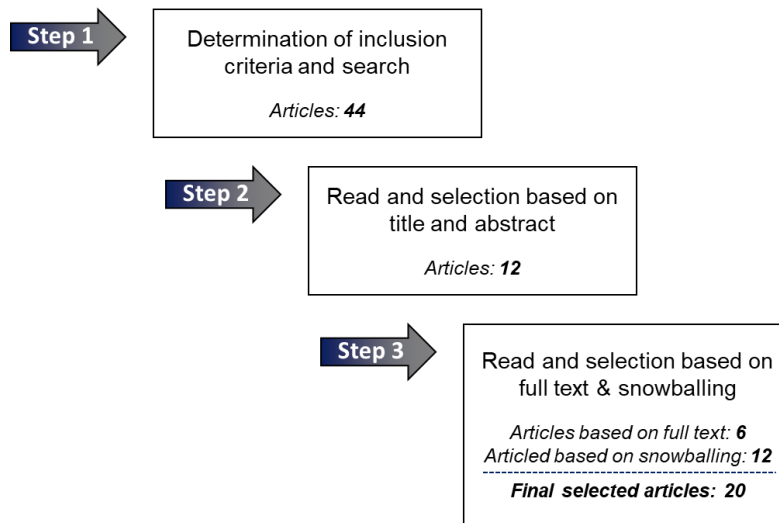 Step 1
Determination of inclusion
criteria and search
Articles: 44
Step 2
Read and selection based on
title and abstract
Articles: 12
Step 3
Read and selection based on
full text & snowballing
Articles based on full text: 6
Articled based on snowballing: 12
Final selected articles: 20